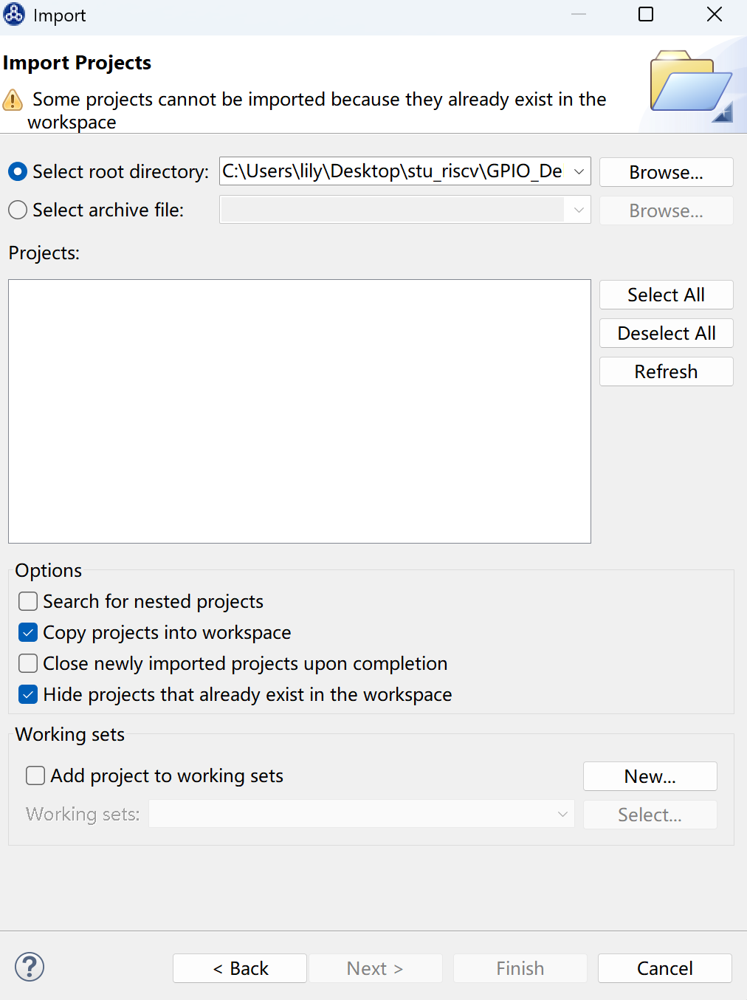 Import
Import Projects
Some projects cannot be imported because they already exist in the
workspace
Select root directory: C:\Users\lily\Desktop\stu_riscv\GPIO_De Browse...
Select archive file: Browse...
Projects:
Select All
Deselect All
Refresh
Options
Search for nested projects
Copy projects into workspace
Close newly imported projects upon completion
Hide projects that already exist in the workspace
Working sets
Add project to working sets New...
Working sets: Select...
? < Back Next > Finish Cancel